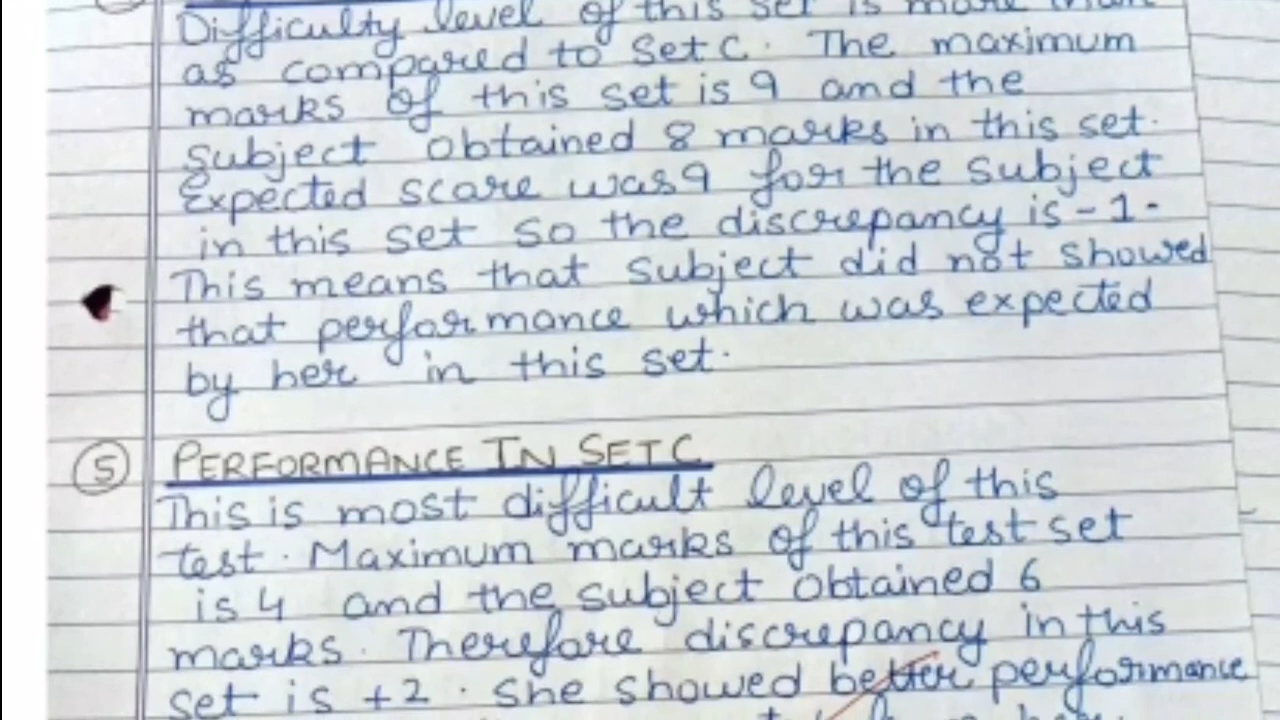 Difficulty level of this set is more than
as compared to Set C. The maximum
marks of this set is 9 and the
subject obtained 8 marks in this set.
Expected score was 9 for the subject
in this set so the discrepancy is -1.
This means that subject did not showed
that performance which was expected
by her in this set.
5 PERFORMANCE IN SET C
This is most difficult level of this
test. Maximum marks of this test set
is 4 and the subject obtained 6
marks. Therefore discrepancy in this
set is +2. She showed better performance